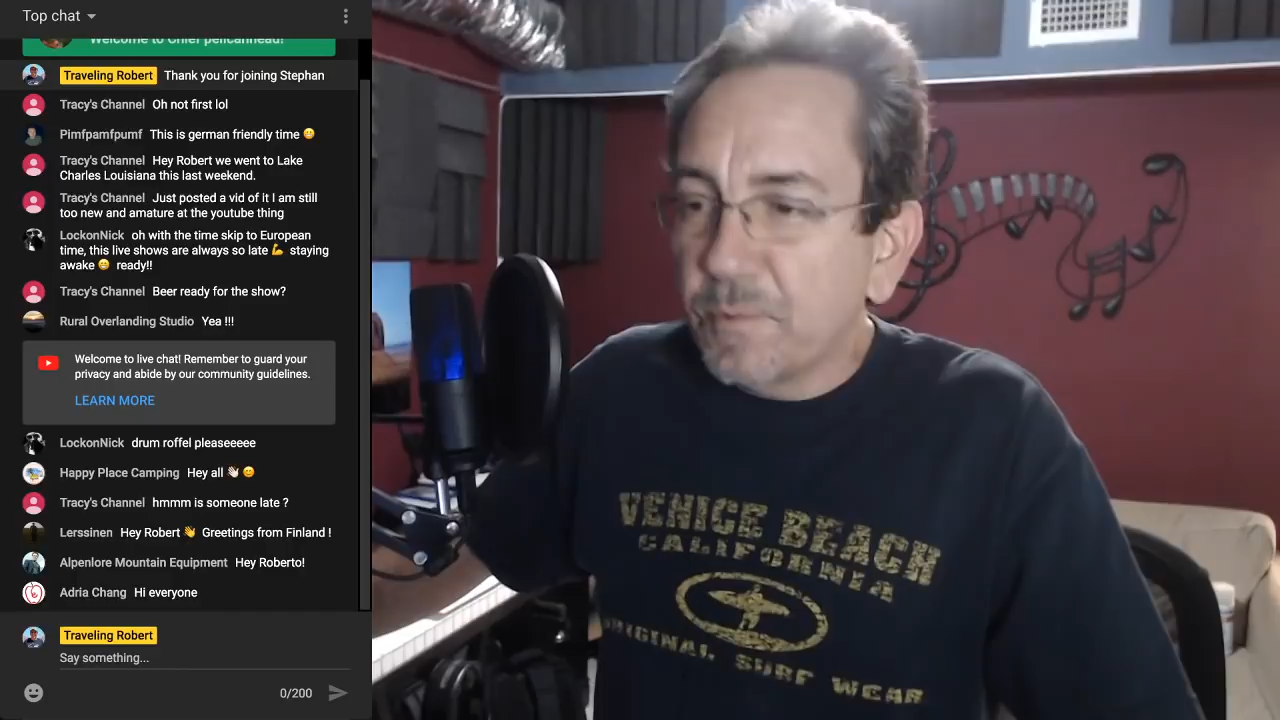 Top chat
Welcome to Chief pelicanhead!
Traveling Robert Thank you for joining Stephan
Tracy's Channel Oh not first lol
Pimfpamfpumf This is german friendly time 😁
Tracy's Channel Hey Robert we went to Lake
Charles Louisiana this last weekend.
Tracy's Channel Just posted a vid of it I am still
too new and amature at the youtube thing
LockonNick oh with the time skip to European
time, this live shows are always so late 💪 staying
awake 😄 ready!!
Tracy's Channel Beer ready for the show?
Rural Overlanding Studio Yea !!!
Welcome to live chat! Remember to guard your
privacy and abide by our community guidelines.
LEARN MORE
LockonNick drum roffel pleaseeeee
Happy Place Camping Hey all 👋🏻 😊
Tracy's Channel hmmm is someone late ?
Lerssinen Hey Robert 👋 Greetings from Finland !
Alpenlore Mountain Equipment Hey Roberto!
Adria Chang Hi everyone
Traveling Robert
Say something...
0/200
VENICE BEACH
CALIFORNIA
ORIGINAL SURF WEAR